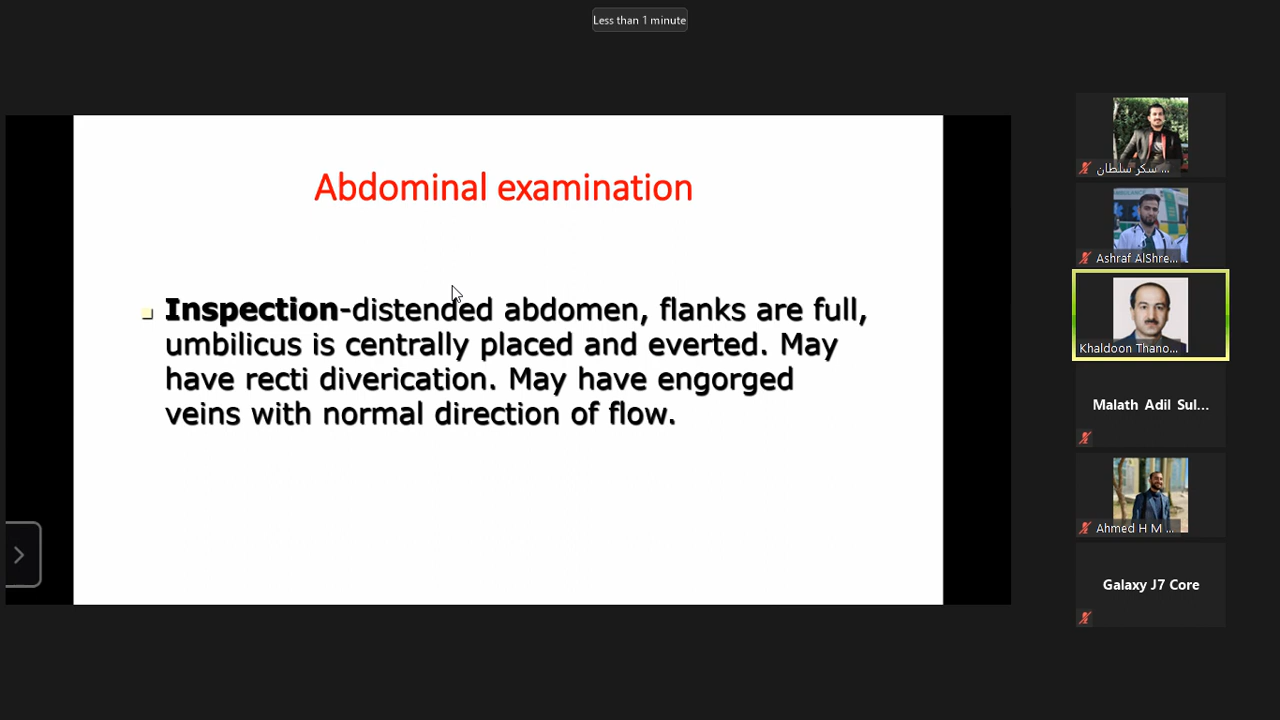 Less than 1 minute
Abdominal examination
Inspection-distended abdomen, flanks are full,
umbilicus is centrally placed and everted. May
have recti diverication. May have engorged
veins with normal direction of flow.
شكر سلطان ...
Ashraf AlShre...
Khaldoon Thano...
Malath Adil Sul...
Ahmed H M ...
Galaxy J7 Core